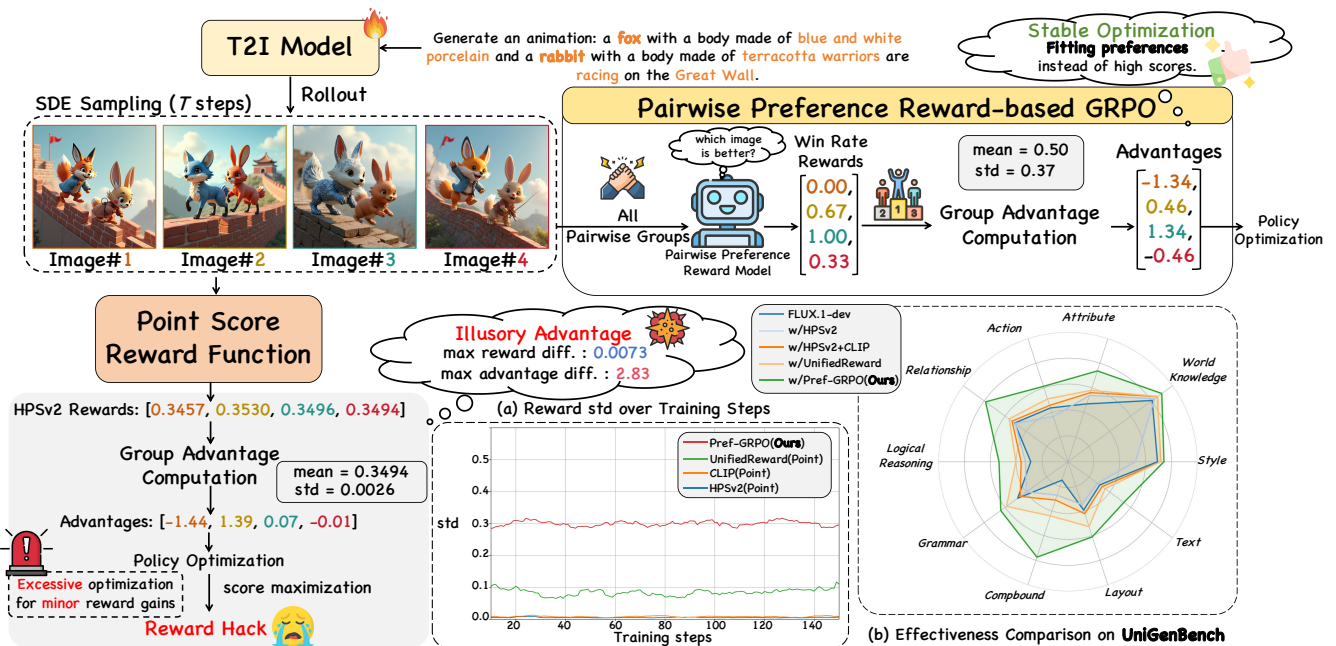 T2I Model
Generate an animation: a fox with a body made of blue and white
porcelain and a rabbit with a body made of terracotta warriors are
racing on the Great Wall.
Stable Optimization
Fitting preferences
instead of high scores.
Rollout
SDE Sampling (T steps)
Image#1
Image#2
Image#3
Image#4
Pairwise Preference Reward-based GRPO
All
Pairwise Groups
which image
is better?
Pairwise Preference
Reward Model
Win Rate
Rewards
0.00,
0.67,
1.00,
0.33
2 1 3
mean = 0.50
std = 0.37
Group Advantage
Computation
Advantages
-1.34,
0.46,
1.34,
-0.46
Policy
Optimization
Point Score
Reward Function
Illusory Advantage
max reward diff. : 0.0073
max advantage diff. : 2.83
HPSv2 Rewards: [0.3457, 0.3530, 0.3496, 0.3494]
Group Advantage
Computation
mean = 0.3494
std = 0.0026
Advantages: [-1.44, 1.39, 0.07, -0.01]
Policy Optimization
Excessive optimization
for minor reward gains
score maximization
Reward Hack
(a) Reward std over Training Steps
Pref-GRPO(Ours)
UnifiedReward(Point)
CLIP(Point)
HPSv2(Point)
std
0.5
0.4
0.3
0.2
0.1
0.0
20 40 60 80 100 120 140
Training steps
FLUX.1-dev
w/HPSv2
w/HPSv2+CLIP
w/UnifiedReward
w/Pref-GRPO(Ours)
Attribute
Action
World
Knowledge
Relationship
Logical
Reasoning
Style
Grammar
Text
Compbound
Layout
(b) Effectiveness Comparison on UniGenBench